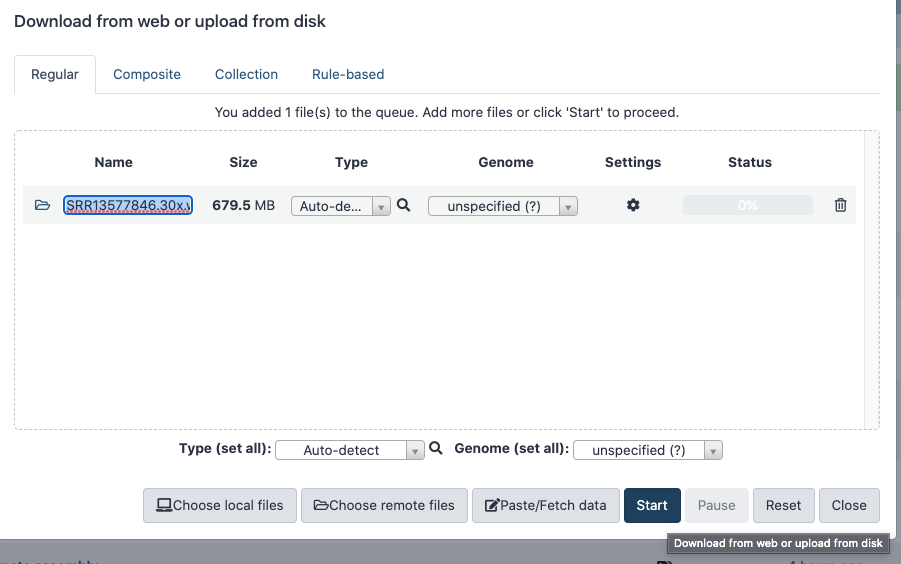 Download from web or upload from disk
Regular Composite Collection Rule-based
You added 1 file(s) to the queue. Add more files or click 'Start' to proceed.
Name Size Type Genome Settings Status
SRR13577846.30x. 679.5 MB Auto-de... unspecified (?) 0%
Type (set all): Auto-detect Genome (set all): unspecified (?)
Choose local files Choose remote files Paste/Fetch data Start Pause Reset Close
Download from web or upload from disk